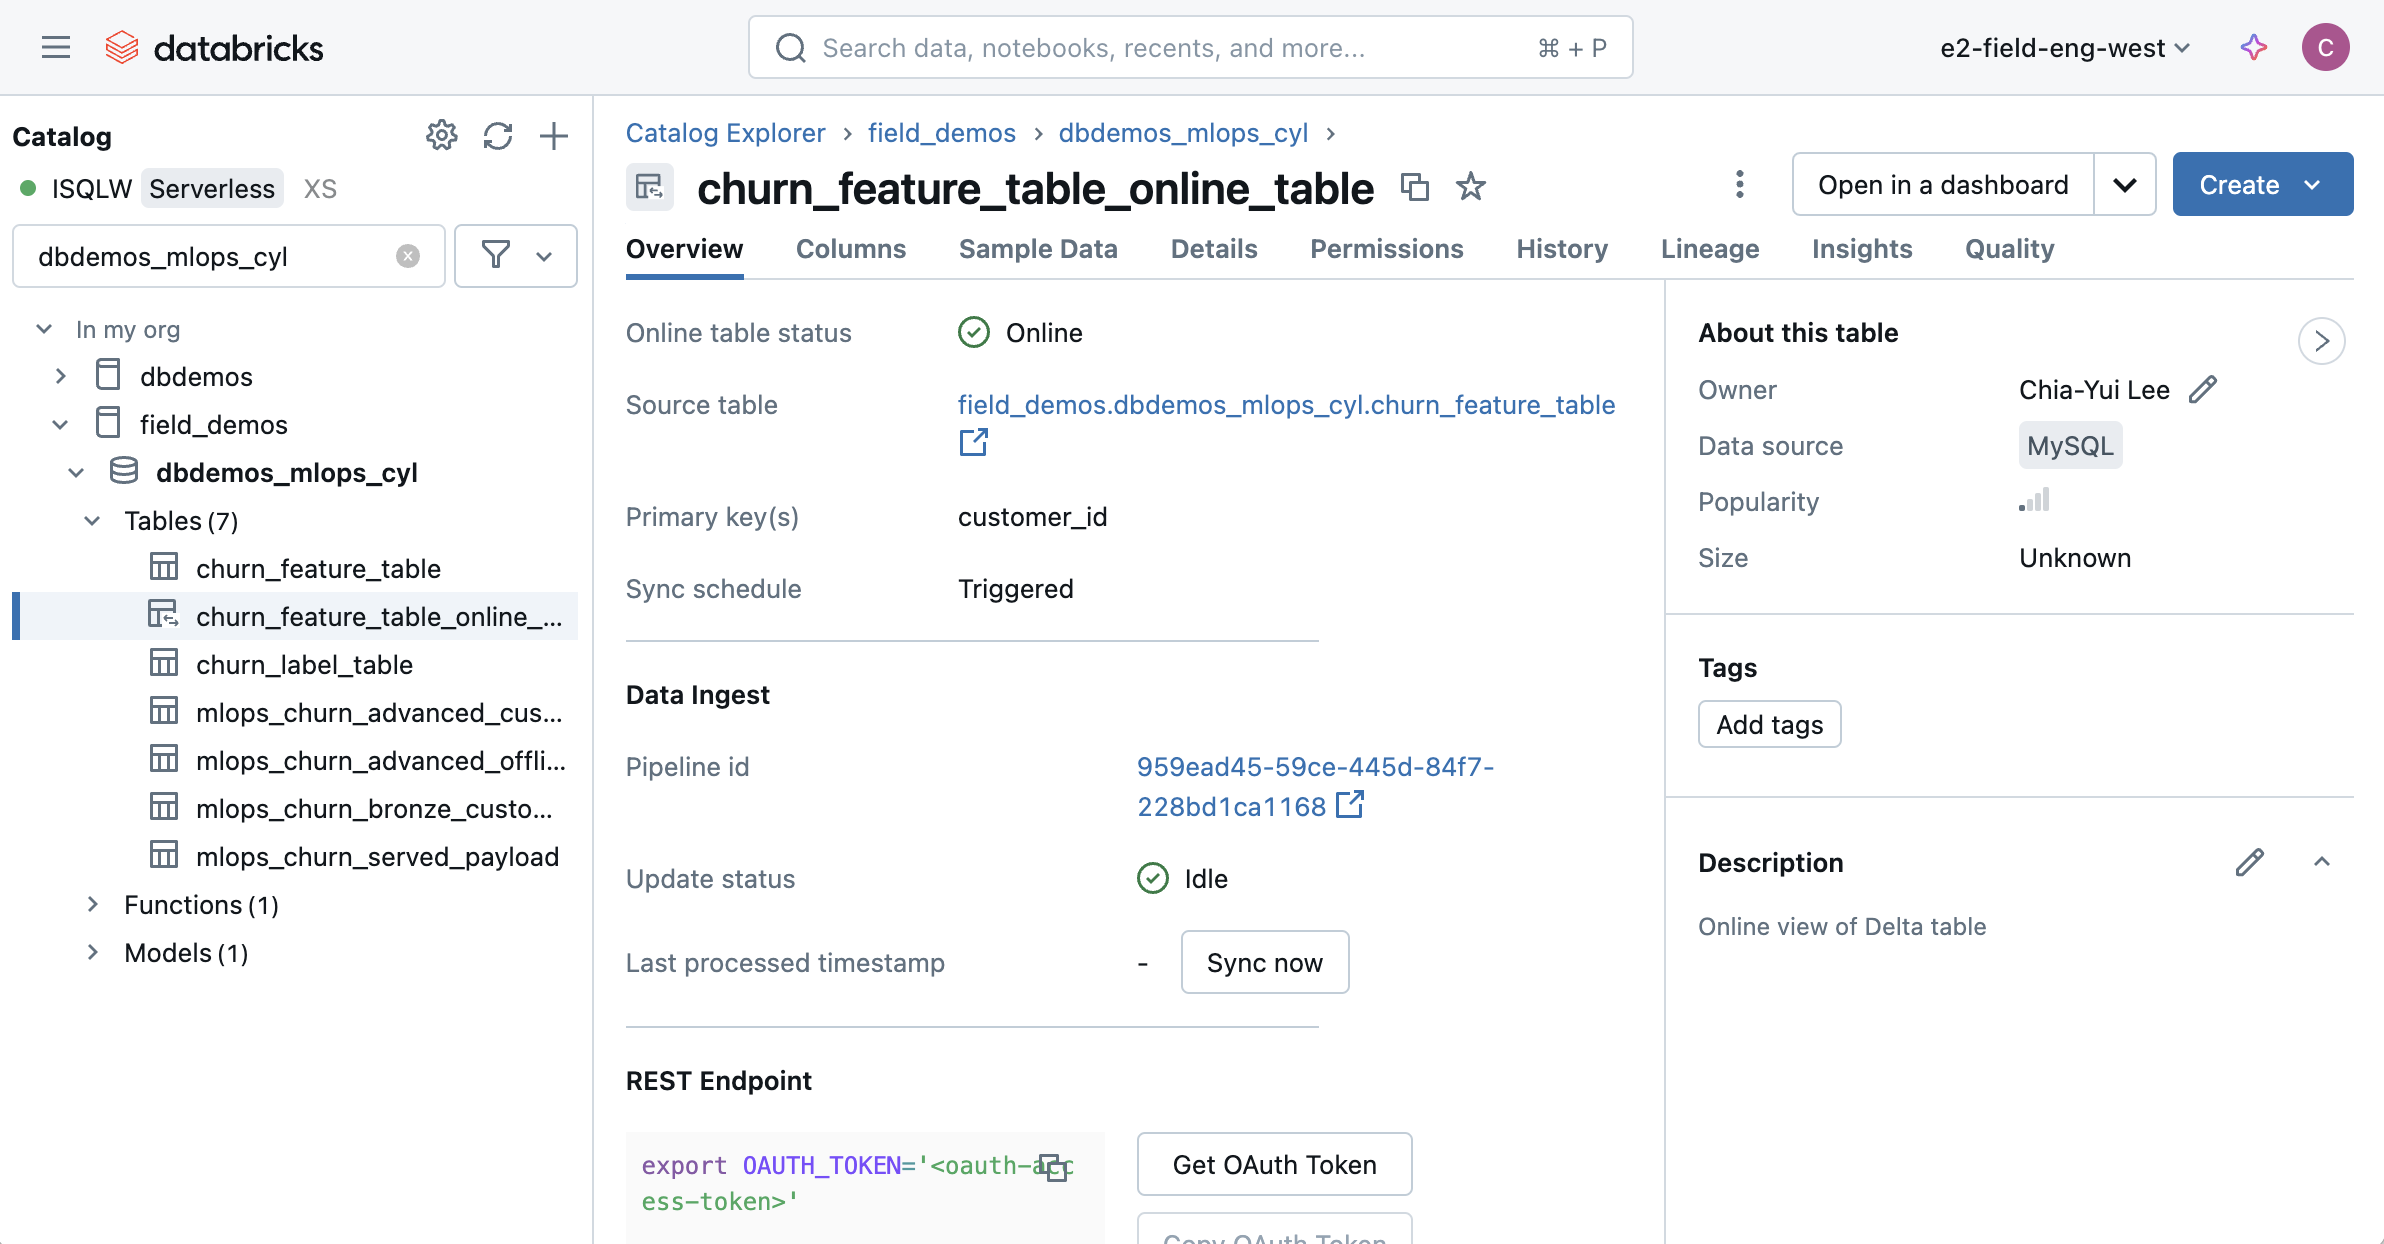 databricks
Search data, notebooks, recents, and more...
⌘ + P
e2-field-eng-west
C
Catalog
ISQLW Serverless XS
dbdemos_mlops_cyl
In my org
dbdemos
field_demos
dbdemos_mlops_cyl
Tables (7)
churn_feature_table
churn_feature_table_online_...
churn_label_table
mlops_churn_advanced_cus...
mlops_churn_advanced_offli...
mlops_churn_bronze_custo...
mlops_churn_served_payload
Functions (1)
Models (1)
Catalog Explorer › field_demos › dbdemos_mlops_cyl ›
churn_feature_table_online_table
Open in a dashboard
Create
Overview Columns Sample Data Details Permissions History Lineage Insights Quality
Online table status Online
Source table field_demos.dbdemos_mlops_cyl.churn_feature_table
Primary key(s) customer_id
Sync schedule Triggered
Data Ingest
Pipeline id 959ead45-59ce-445d-84f7-
228bd1ca1168
Update status Idle
Last processed timestamp - Sync now
REST Endpoint
export OAUTH_TOKEN='<oauth-acc
ess-token>'
Get OAuth Token
Copy OAuth Token
About this table
Owner Chia-Yui Lee
Data source MySQL
Popularity
Size Unknown
Tags
Add tags
Description
Online view of Delta table